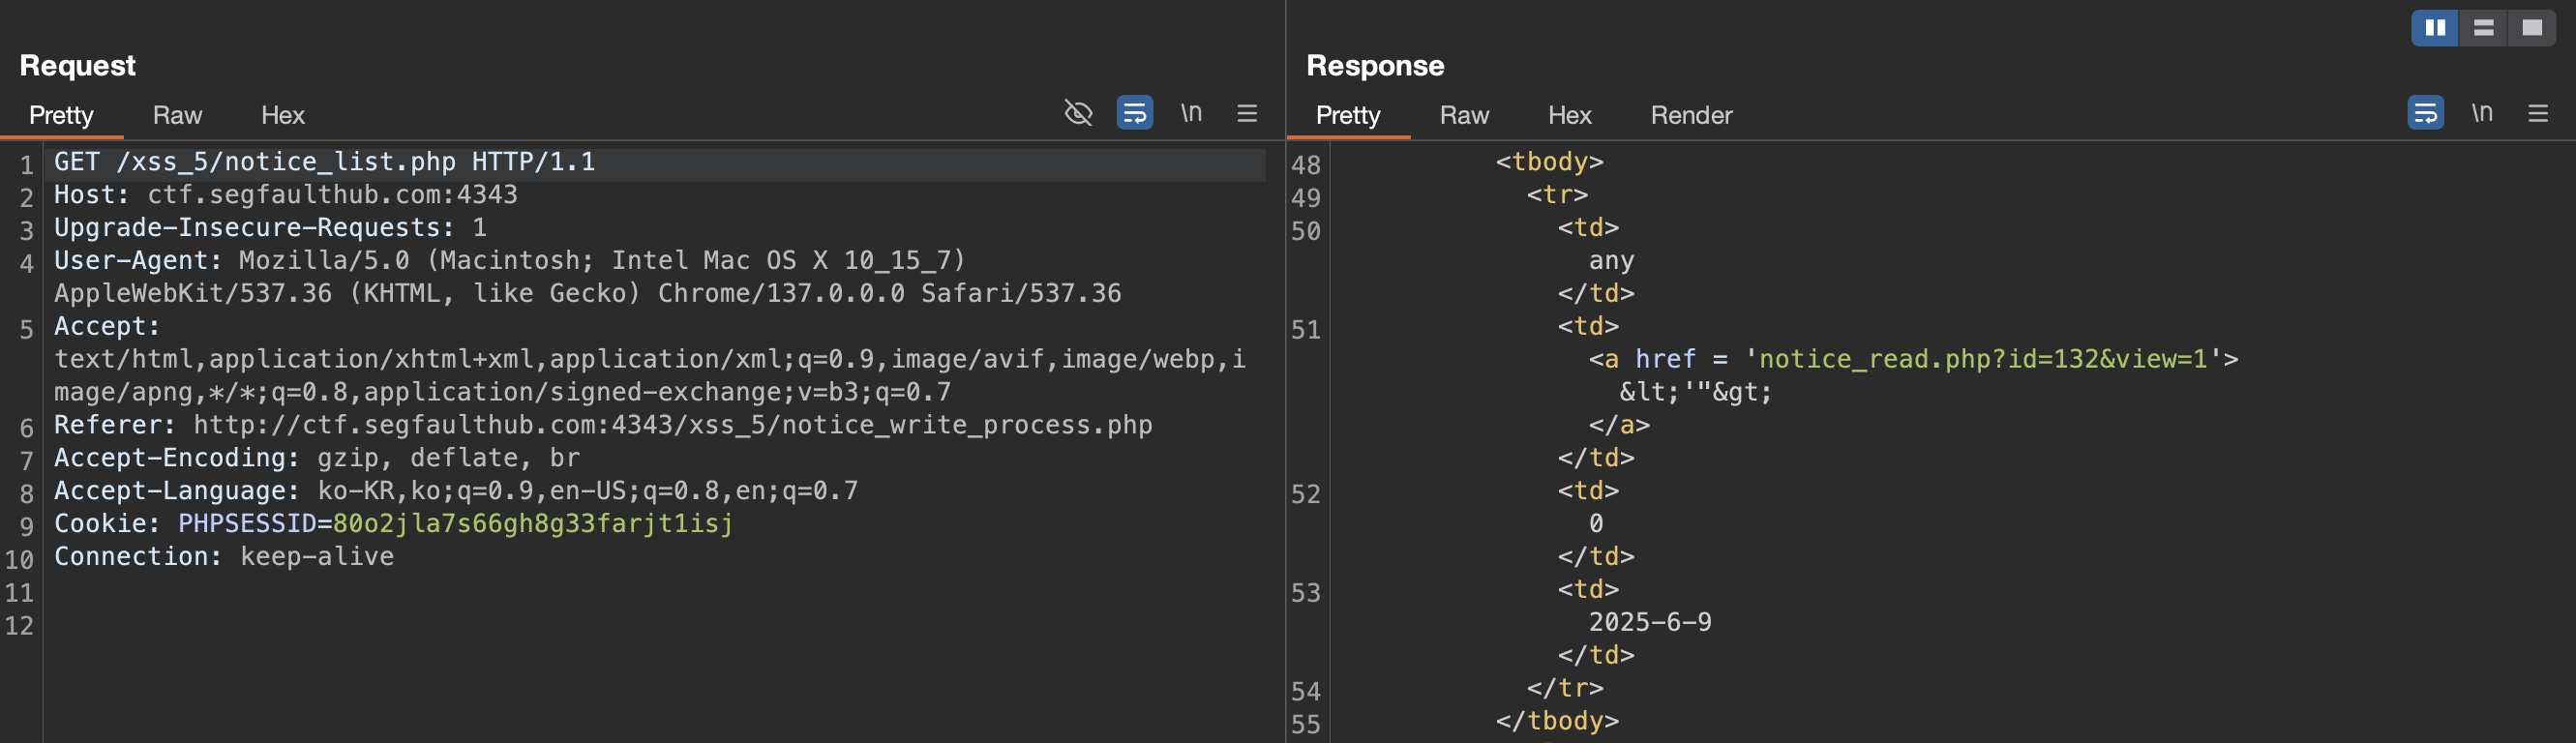 Request
Pretty Raw Hex
\n
1 GET /xss_5/notice_list.php HTTP/1.1
2 Host: ctf.segfaulthub.com:4343
3 Upgrade-Insecure-Requests: 1
4 User-Agent: Mozilla/5.0 (Macintosh; Intel Mac OS X 10_15_7)
AppleWebKit/537.36 (KHTML, like Gecko) Chrome/137.0.0.0 Safari/537.36
5 Accept:
text/html,application/xhtml+xml,application/xml;q=0.9,image/avif,image/webp,i
mage/apng,*/*;q=0.8,application/signed-exchange;v=b3;q=0.7
6 Referer: http://ctf.segfaulthub.com:4343/xss_5/notice_write_process.php
7 Accept-Encoding: gzip, deflate, br
8 Accept-Language: ko-KR,ko;q=0.9,en-US;q=0.8,en;q=0.7
9 Cookie: PHPSESSID=80o2jla7s66gh8g33farjt1isj
10 Connection: keep-alive
11
12
Response
Pretty Raw Hex Render
\n
48 <tbody>
49 <tr>
50 <td>
any
</td>
51 <td>
<a href = 'notice_read.php?id=132&view=1'>
&lt;'"&gt;
</a>
</td>
52 <td>
0
</td>
53 <td>
2025-6-9
</td>
54 </tr>
55 </tbody>